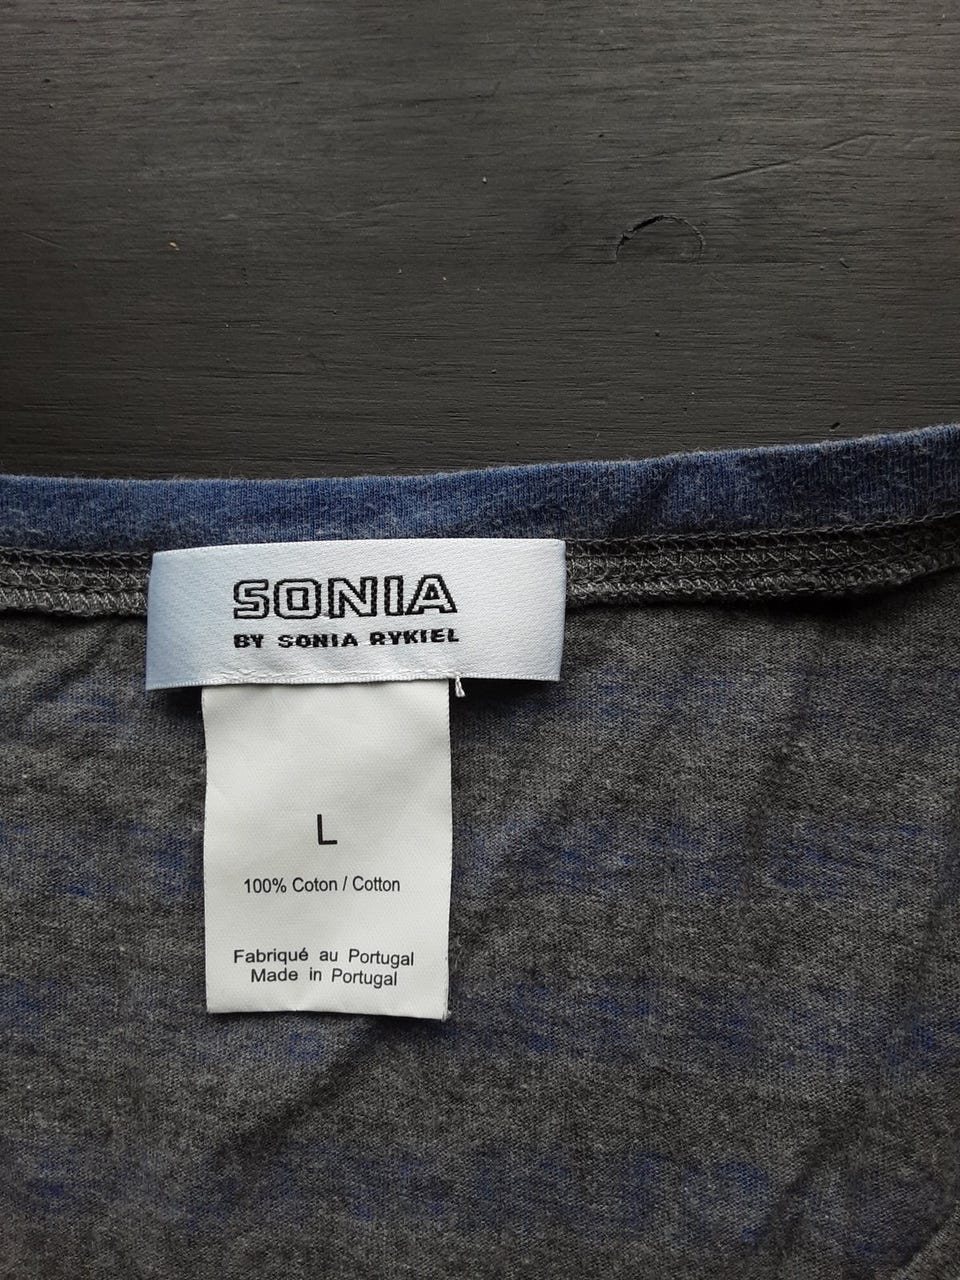 SONIA
BY SONIA RYKIEL
L
100% Coton / Cotton
Fabriqué au Portugal
Made in Portugal